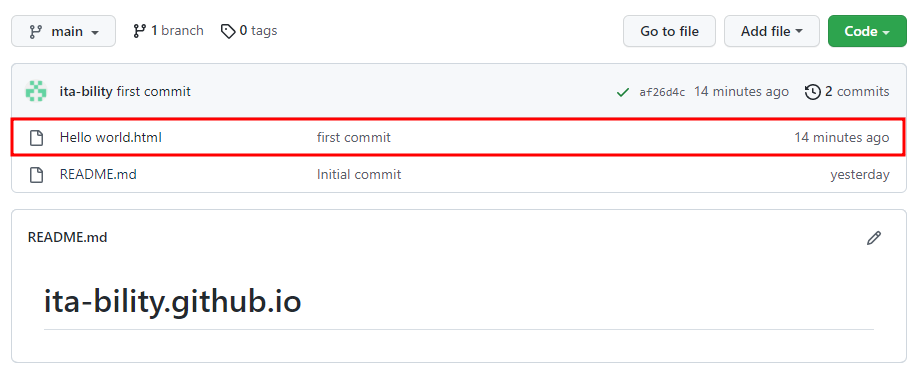 main 1 branch 0 tags Go to file Add file Code
ita-bility first commit af26d4c 14 minutes ago 2 commits
Hello world.html first commit 14 minutes ago
README.md Initial commit yesterday
README.md
ita-bility.github.io